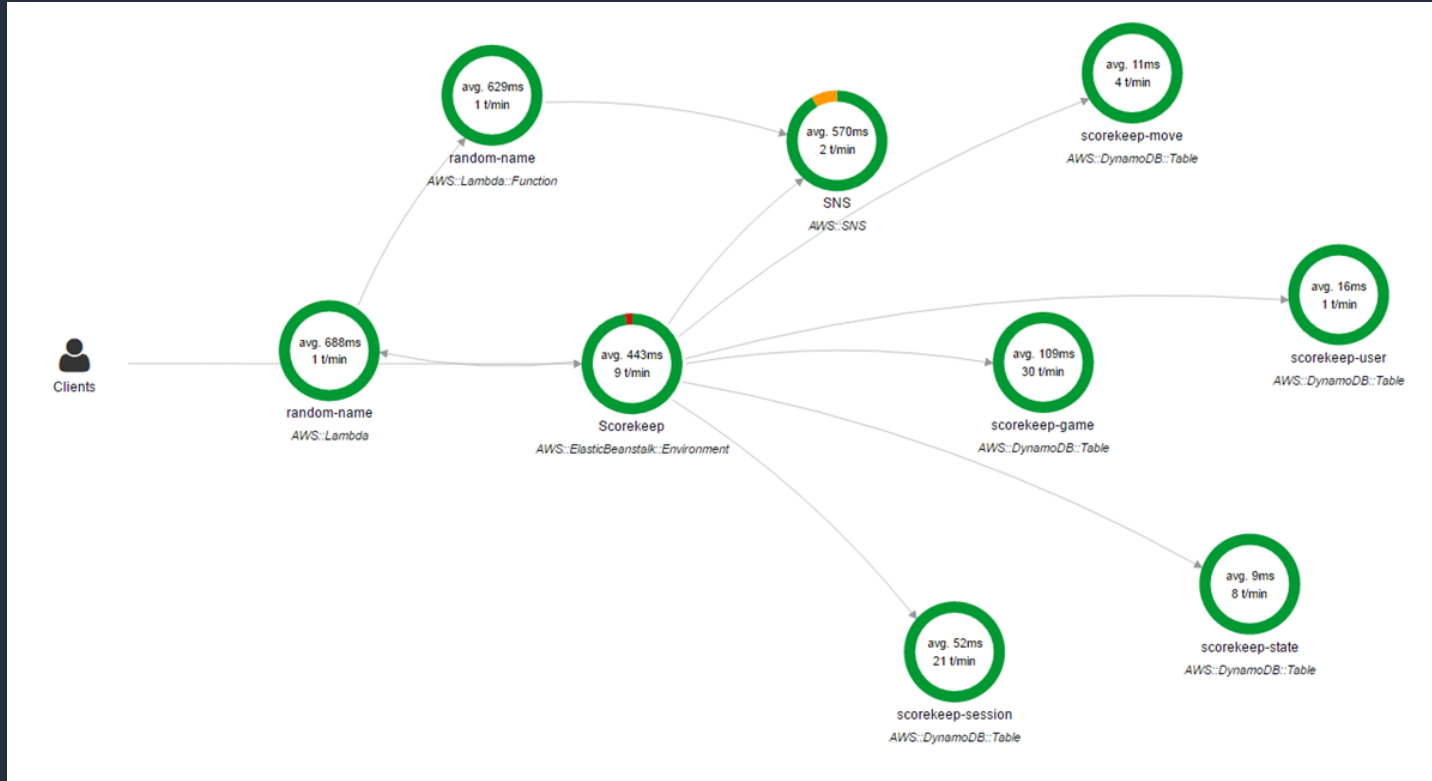 avg. 629ms
1 t/min
random-name
AWS::Lambda::Function
avg. 570ms
2 t/min
SNS
AWS::SNS
avg. 11ms
4 t/min
scorekeep-move
AWS::DynamoDB::Table
Clients
avg. 688ms
1 t/min
random-name
AWS::Lambda
avg. 443ms
9 t/min
Scorekeep
AWS::ElasticBeanstalk::Environment
avg. 109ms
30 t/min
scorekeep-game
AWS::DynamoDB::Table
avg. 16ms
1 t/min
scorekeep-user
AWS::DynamoDB::Table
avg. 52ms
21 t/min
scorekeep-session
AWS::DynamoDB::Table
avg. 9ms
8 t/min
scorekeep-state
AWS::DynamoDB::Table